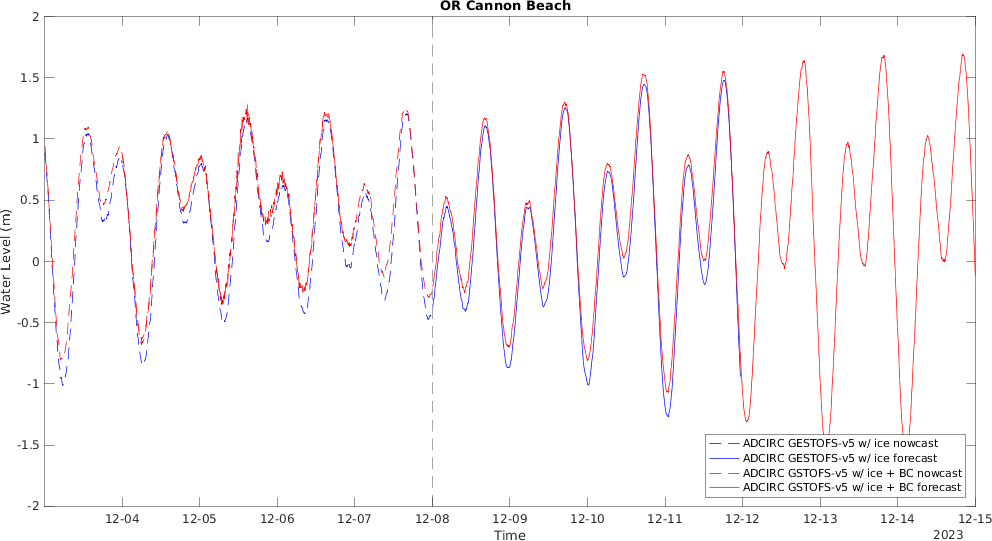 OR Cannon Beach
2
1.5
1
0.5
0
-0.5
-1
-1.5
-2
Water Level (m)
ADCIRC GESTOFS-v5 w/ ice nowcast
ADCIRC GESTOFS-v5 w/ ice forecast
ADCIRC GSTOFS-v5 w/ ice + BC nowcast
ADCIRC GSTOFS-v5 w/ ice + BC forecast
12-04 12-05 12-06 12-07 12-08 12-09 12-10 12-11 12-12 12-13 12-14 12-15
Time
2023